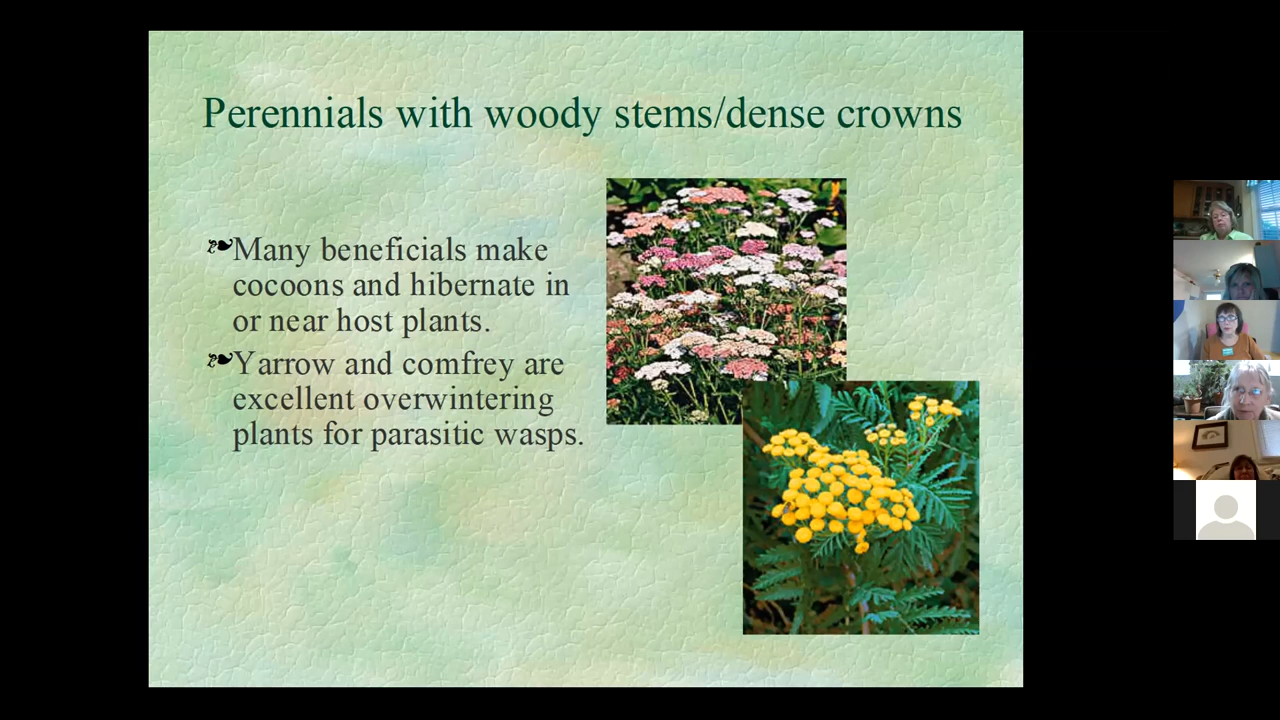 Perennials with woody stems/dense crowns
Many beneficials make
cocoons and hibernate in
or near host plants.
Yarrow and comfrey are
excellent overwintering
plants for parasitic wasps.